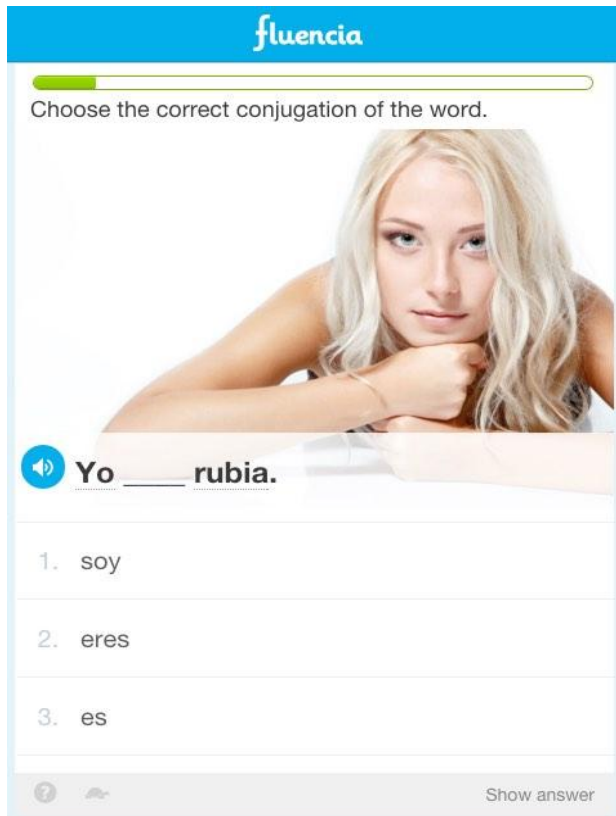 fluencia
Choose the correct conjugation of the word.
Yo ____ rubia.
1. soy
2. eres
3. es
? Show answer